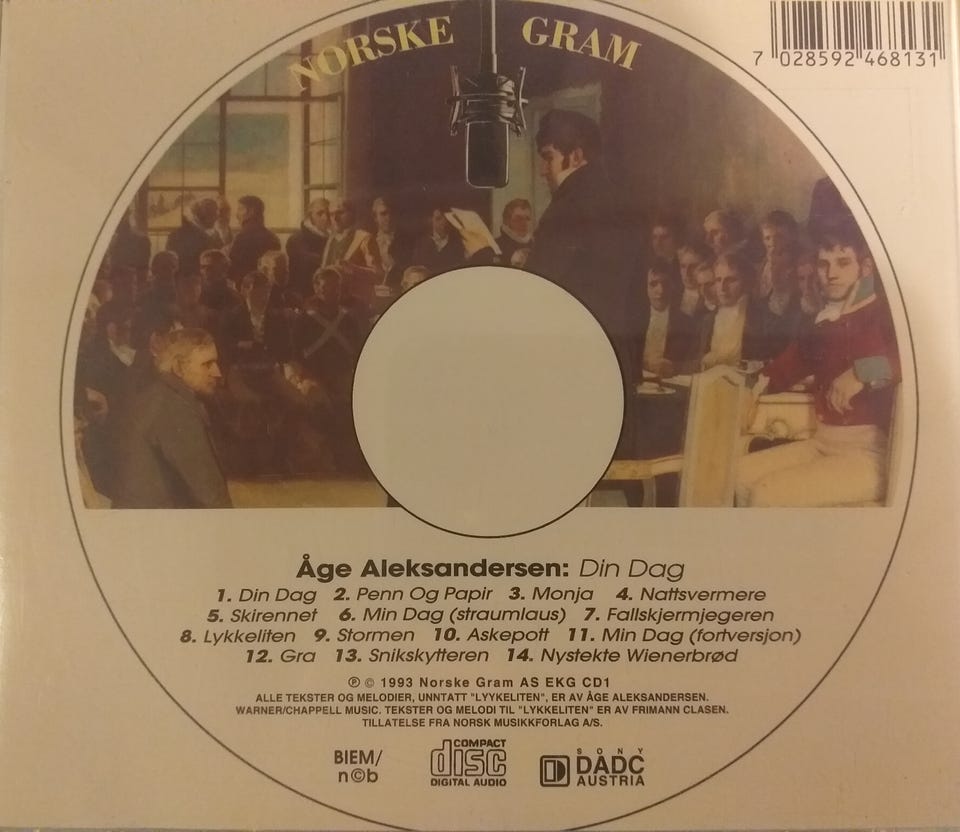 NORSKE GRAM
7 028592 468131
Åge Aleksandersen: Din Dag
1. Din Dag 2. Penn Og Papir 3. Monja 4. Nattsvermere
5. Skirennet 6. Min Dag (straumlaus) 7. Fallskjermjegeren
8. Lykkeliten 9. Stormen 10. Askepott 11. Min Dag (fortversjon)
12. Gra 13. Snikskytteren 14. Nystekte Wienerbrød
℗ © 1993 Norske Gram AS EKG CD1
ALLE TEKSTER OG MELODIER, UNNTATT "LYYKELITEN", ER AV ÅGE ALEKSANDERSEN.
WARNER/CHAPPELL MUSIC. TEKSTER OG MELODI TIL "LYKKELITEN" ER AV FRIMANN CLASEN.
TILLATELSE FRA NORSK MUSIKKFORLAG A/S.
BIEM/
n©b
COMPACT
disc
DIGITAL AUDIO
SONY
DADC
AUSTRIA